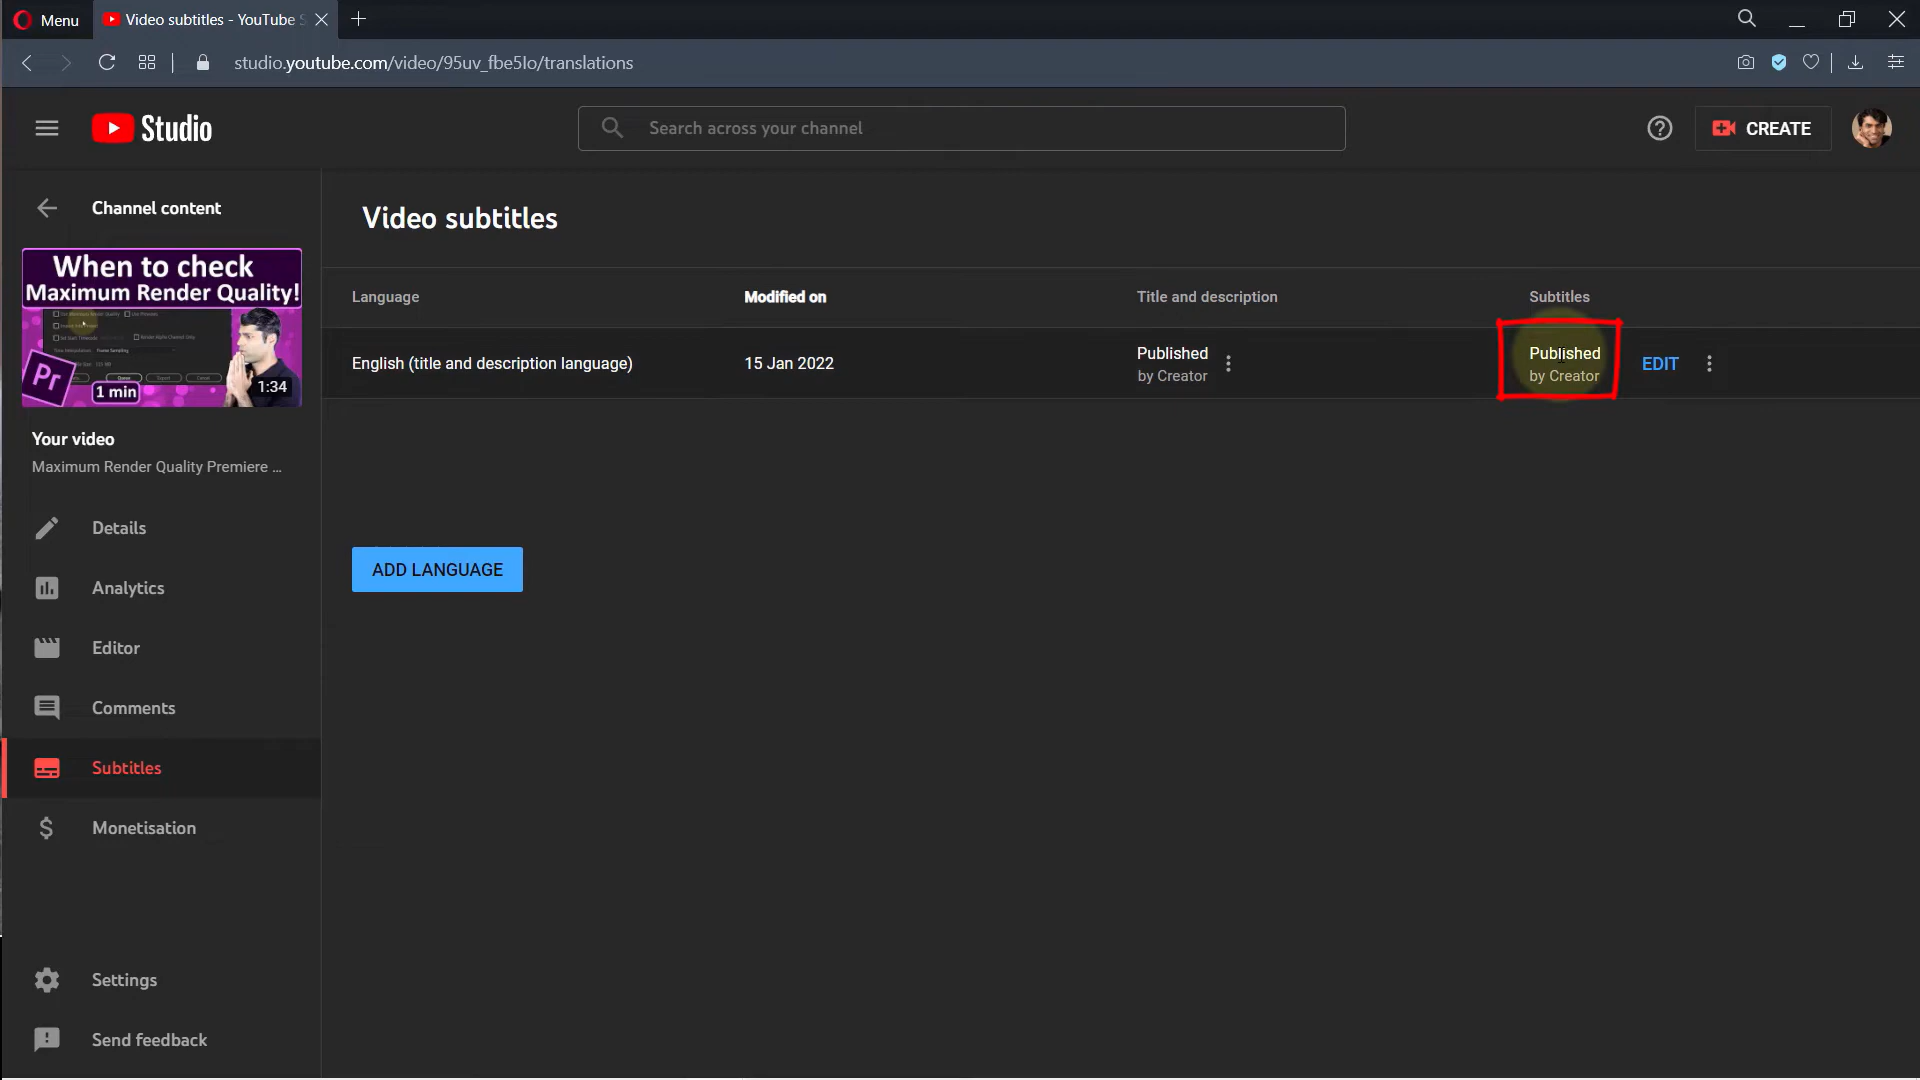 Menu
Video subtitles - YouTube S
studio.youtube.com/video/95uv_fbe5Io/translations
Studio
Search across your channel
CREATE
Channel content
When to check
Maximum Render Quality!
Pr
1 min
1:34
Your video
Maximum Render Quality Premiere ...
Details
Analytics
Editor
Comments
Subtitles
Monetisation
Settings
Send feedback
Video subtitles
Language
Modified on
Title and description
Subtitles
English (title and description language)
15 Jan 2022
Published
by Creator
Published
by Creator
EDIT
ADD LANGUAGE